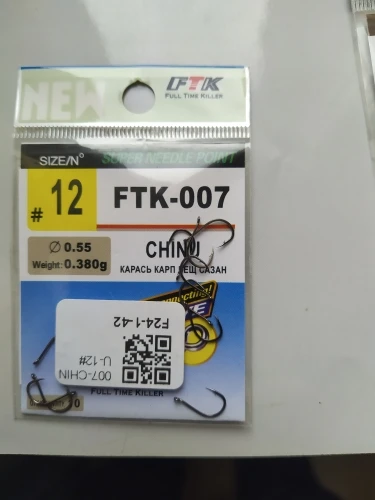 NEW
FTK
FULL TIME KILLER
SIZE/N°
SUPER NEEDLE POINT
#12
FTK-007
Ø 0.55
Weight: 0.380g
CHINU
КАРАСЬ КАРП ЛЕЩ САЗАН
F24-1-42
007-CHIN
U-12#
FULL TIME KILLER